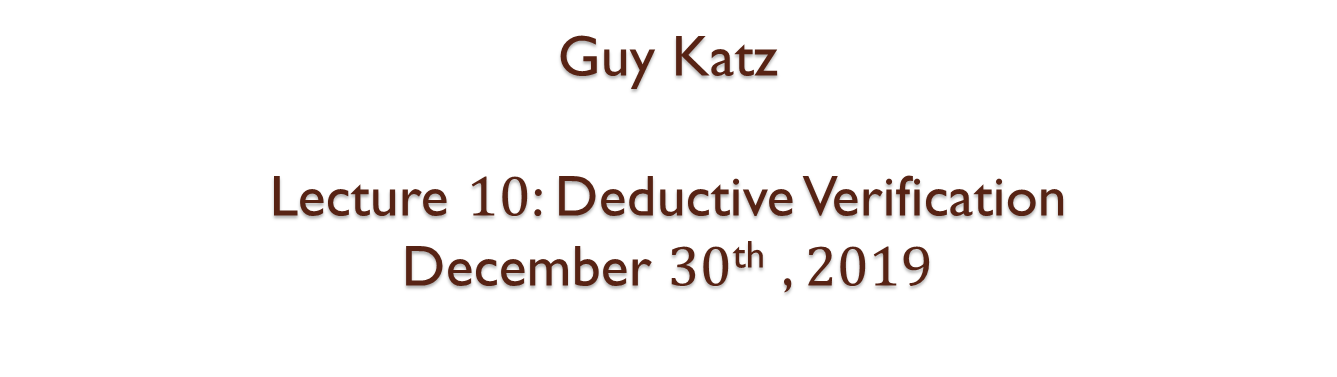 Guy Katz
Lecture 10: Deductive Verification
December 30th , 2019